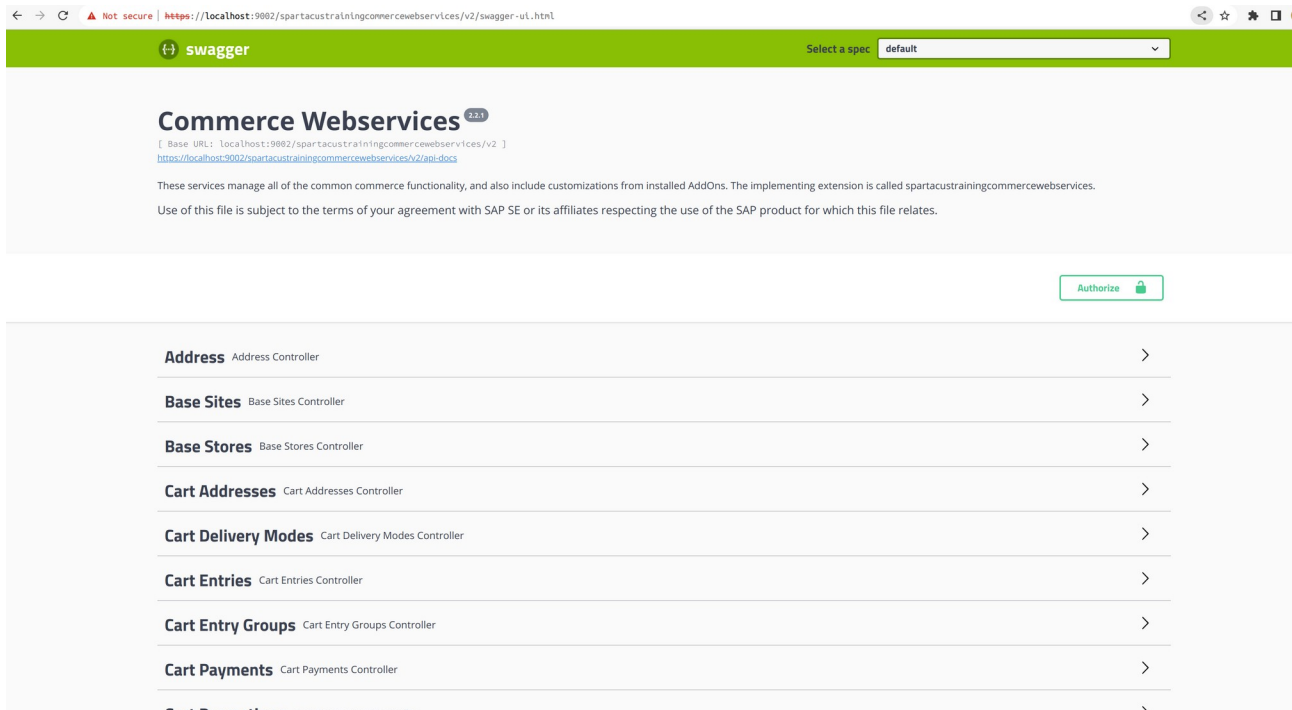 Not secure | https://localhost:9002/spartacustrainingcommercewebservices/v2/swagger-ui.html
{··} swagger Select a spec default
Commerce Webservices 2.2.1
[ Base URL: localhost:9002/spartacustrainingcommercewebservices/v2 ]
https://localhost:9002/spartacustrainingcommercewebservices/v2/api-docs
These services manage all of the common commerce functionality, and also include customizations from installed AddOns. The implementing extension is called spartacustrainingcommercewebservices.
Use of this file is subject to the terms of your agreement with SAP SE or its affiliates respecting the use of the SAP product for which this file relates.
Authorize
Address Address Controller
Base Sites Base Sites Controller
Base Stores Base Stores Controller
Cart Addresses Cart Addresses Controller
Cart Delivery Modes Cart Delivery Modes Controller
Cart Entries Cart Entries Controller
Cart Entry Groups Cart Entry Groups Controller
Cart Payments Cart Payments Controller